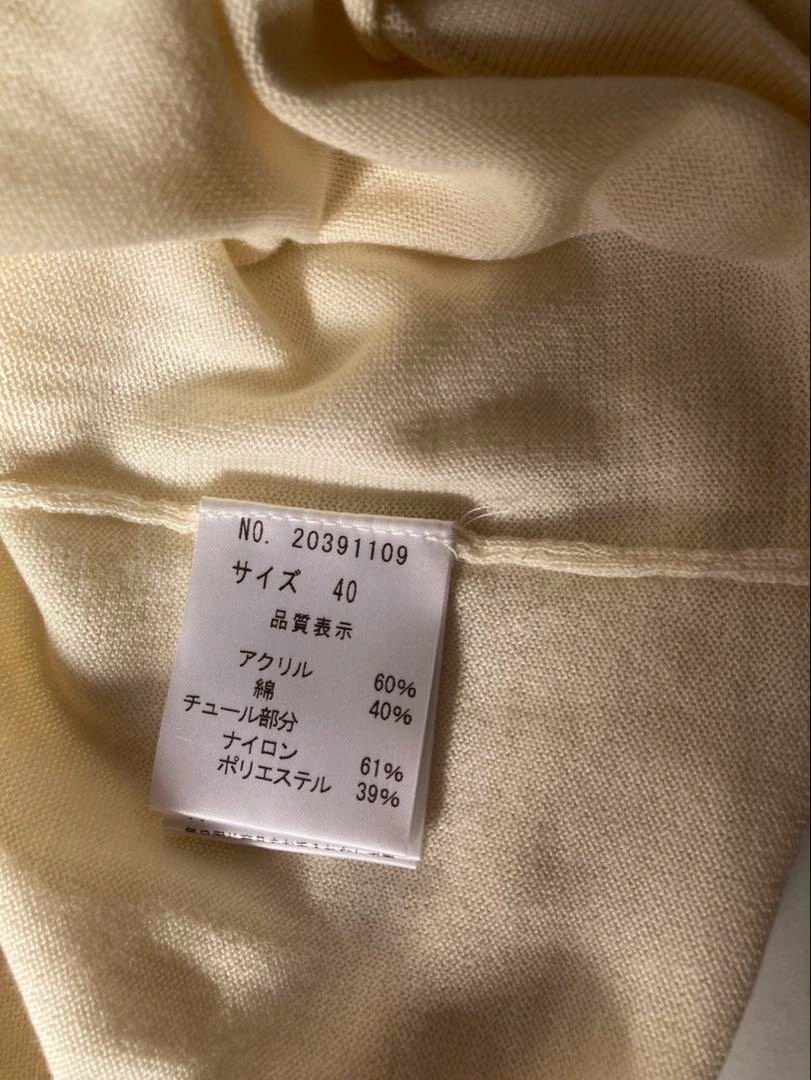 NO. 20391109
サイズ 40
品質表示
アクリル 60%
綿 40%
チュール部分
ナイロン 61%
ポリエステル 39%